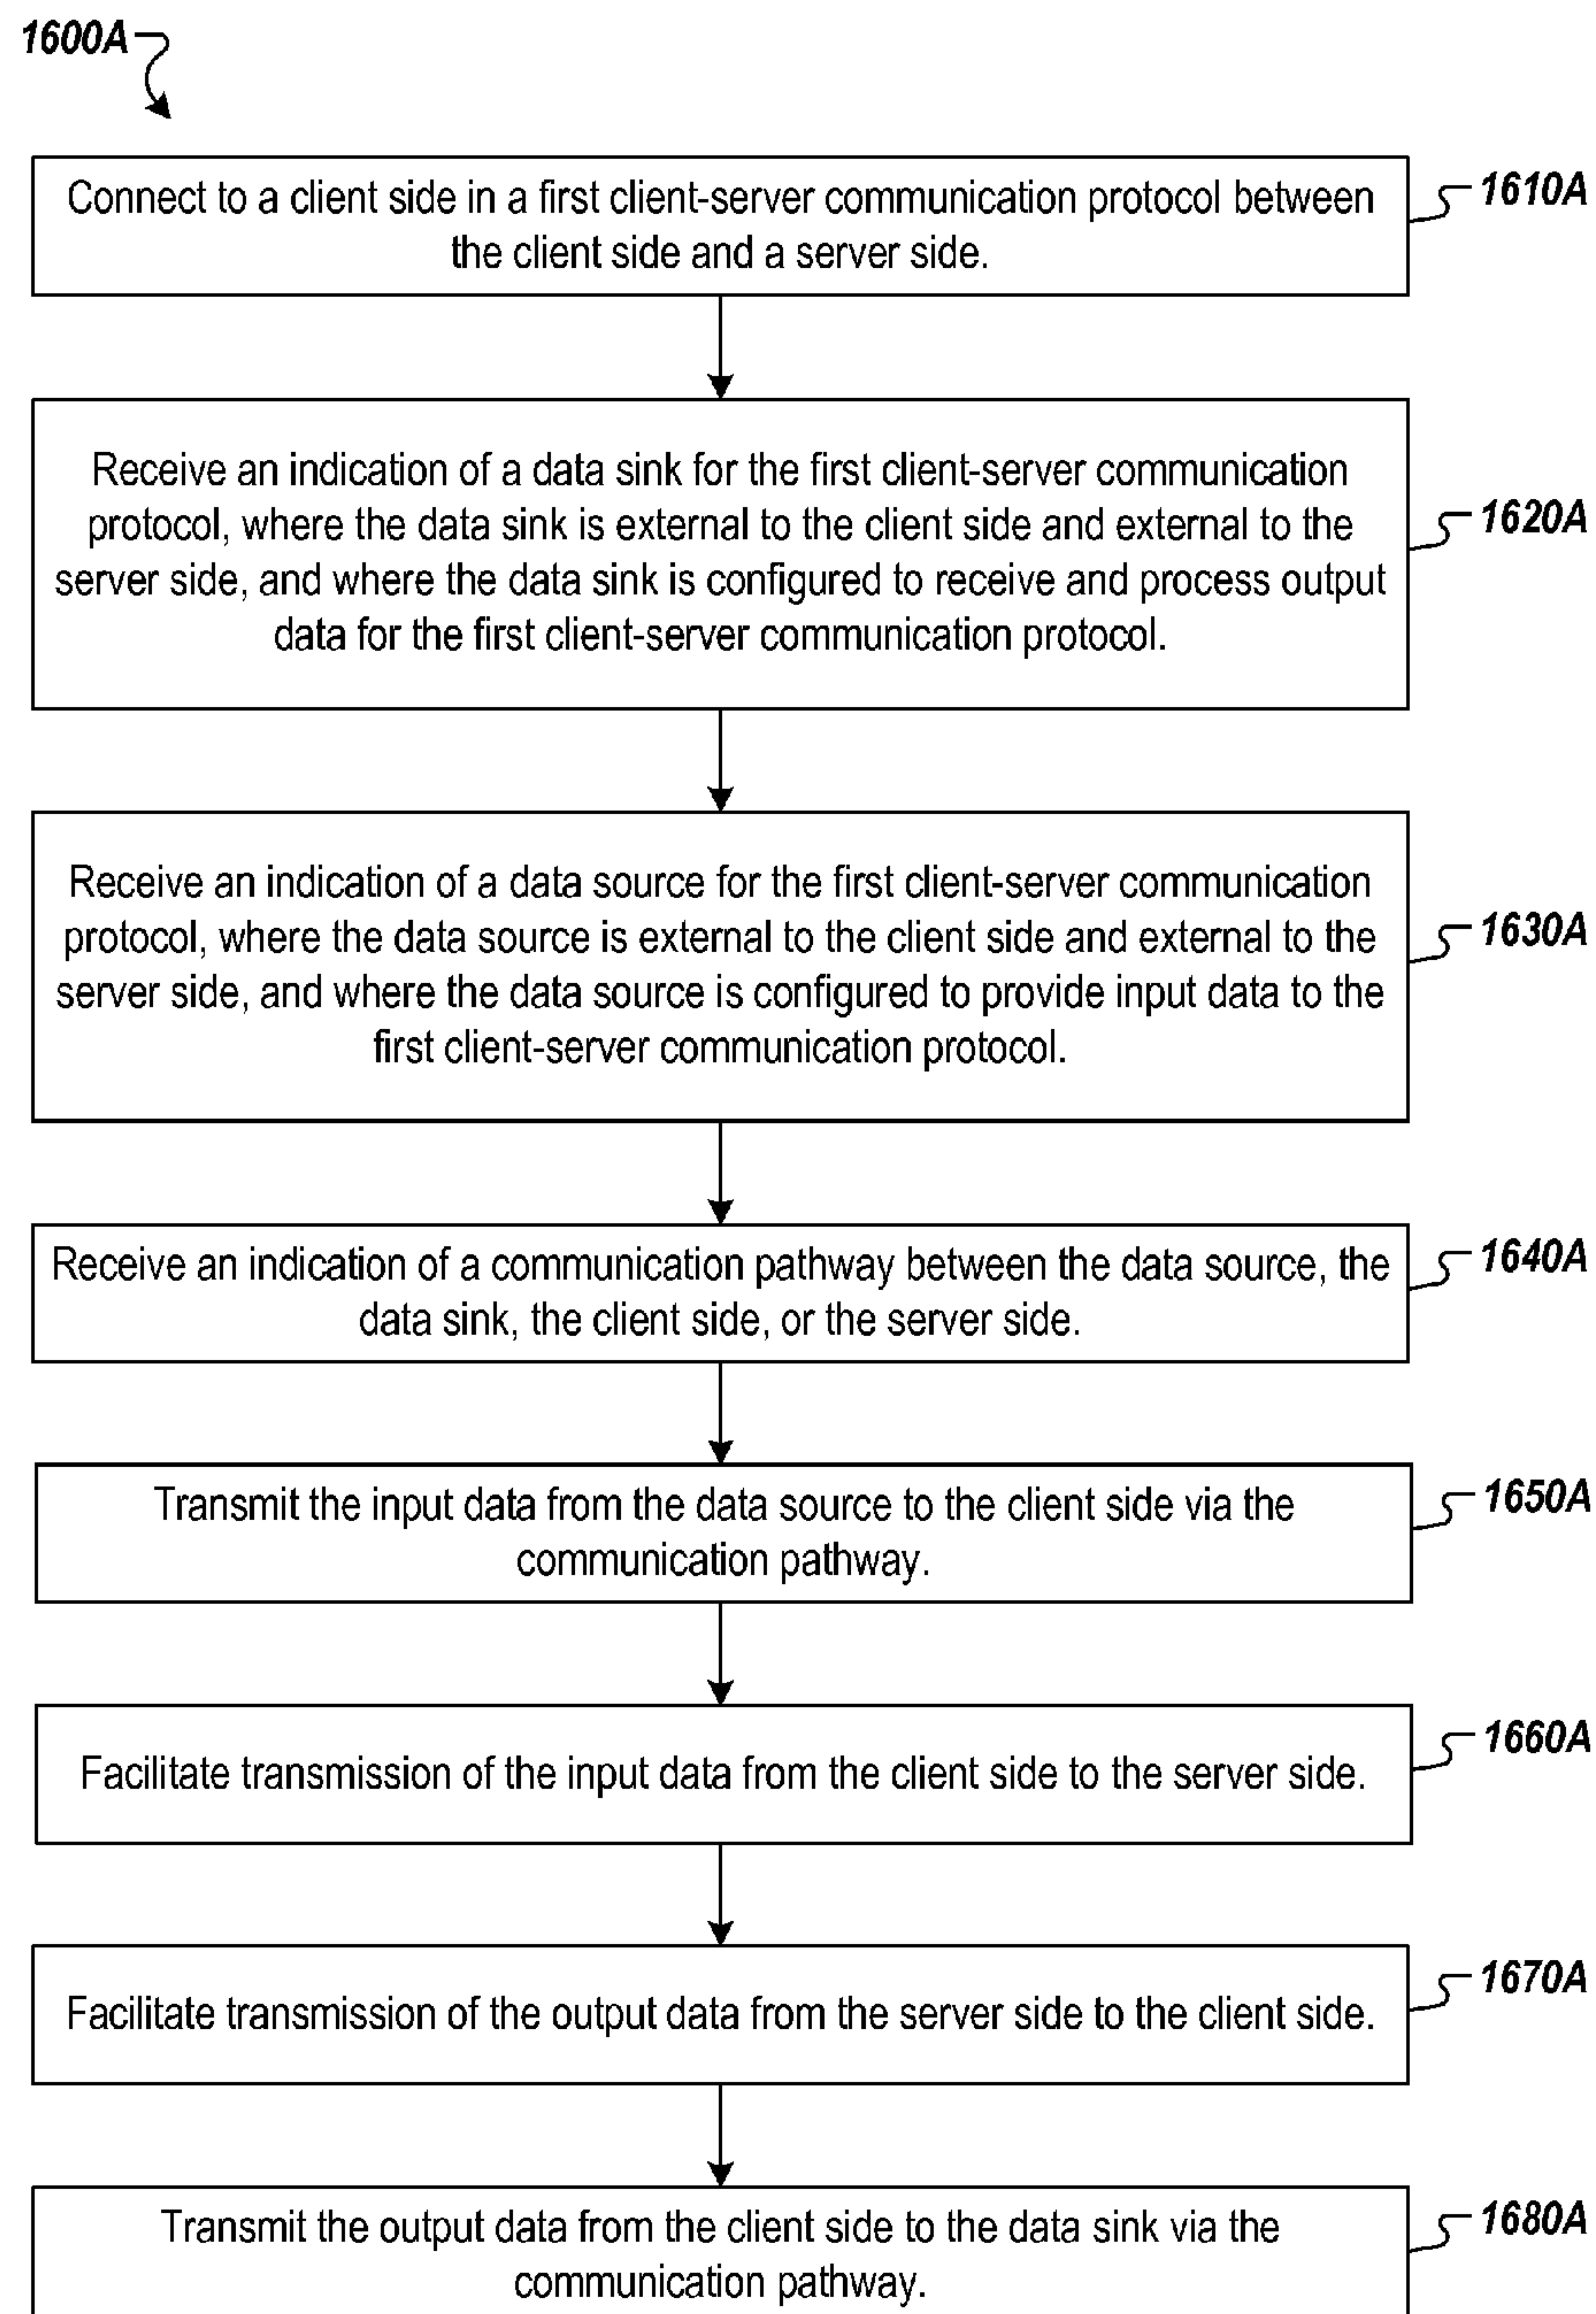 1600A
Connect to a client side in a first client-server communication protocol between
the client side and a server side.
1610A
Receive an indication of a data sink for the first client-server communication
protocol, where the data sink is external to the client side and external to the
server side, and where the data sink is configured to receive and process output
data for the first client-server communication protocol.
1620A
Receive an indication of a data source for the first client-server communication
protocol, where the data source is external to the client side and external to the
server side, and where the data source is configured to provide input data to the
first client-server communication protocol.
1630A
Receive an indication of a communication pathway between the data source, the
data sink, the client side, or the server side.
1640A
Transmit the input data from the data source to the client side via the
communication pathway.
1650A
Facilitate transmission of the input data from the client side to the server side.
1660A
Facilitate transmission of the output data from the server side to the client side.
1670A
Transmit the output data from the client side to the data sink via the
communication pathway.
1680A